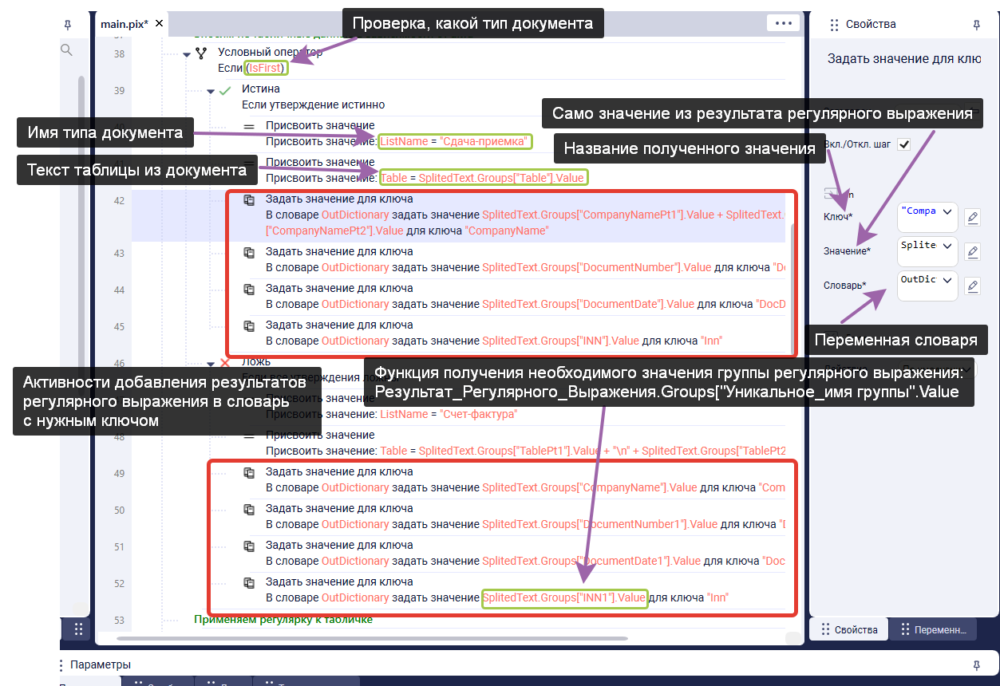 main.pix*
Проверка, какой тип документа
Свойства
38
Условный оператор
Если (IsFirst)
Задать значение для клю
39
Истина
Если утверждение истинно
Само значение из результата регулярного выражения
Имя типа документа
Присвоить значение
Присвоить значение: ListName = "Сдача-приемка"
Название полученного значения
Вкл./Откл. шаг
Текст таблицы из документа
Присвоить значение
Присвоить значение: Table = SplitedText.Groups["Table"].Value
42
Задать значение для ключа
В словаре OutDictionary задать значение SplitedText.Groups["CompanyNamePt1"].Value + SplitedText.
["CompanyNamePt2"].Value для ключа "CompanyName"
Ключ*
"Compa
43
Задать значение для ключа
В словаре OutDictionary задать значение SplitedText.Groups["DocumentNumber"].Value для ключа "Do
Значение*
Splite
44
Задать значение для ключа
В словаре OutDictionary задать значение SplitedText.Groups["DocumentDate"].Value для ключа "DocD
Словарь*
OutDic
45
Задать значение для ключа
В словаре OutDictionary задать значение SplitedText.Groups["INN"].Value для ключа "Inn"
Переменная словаря
46
Ложь
Активности добавления результатов
регулярного выражения в словарь
с нужным ключом
Функция получения необходимого значения группы регулярного выражения:
Результат_Регулярного_Выражения.Groups["Уникальное_имя группы".Value
Присвоить значение
Присвоить значение: ListName = "Счет-фактура"
48
Присвоить значение
Присвоить значение: Table = SplitedText.Groups["TablePt1"].Value + "\n" + SplitedText.Groups["TablePt2
49
Задать значение для ключа
В словаре OutDictionary задать значение SplitedText.Groups["CompanyName"].Value для ключа "Com
50
Задать значение для ключа
В словаре OutDictionary задать значение SplitedText.Groups["DocumentNumber1"].Value для ключа "D
51
Задать значение для ключа
В словаре OutDictionary задать значение SplitedText.Groups["DocumentDate1"].Value для ключа "Doc
52
Задать значение для ключа
В словаре OutDictionary задать значение SplitedText.Groups["INN1"].Value для ключа "Inn"
53
Применяем регулярку к табличке
Свойства
Переменн...
Параметры